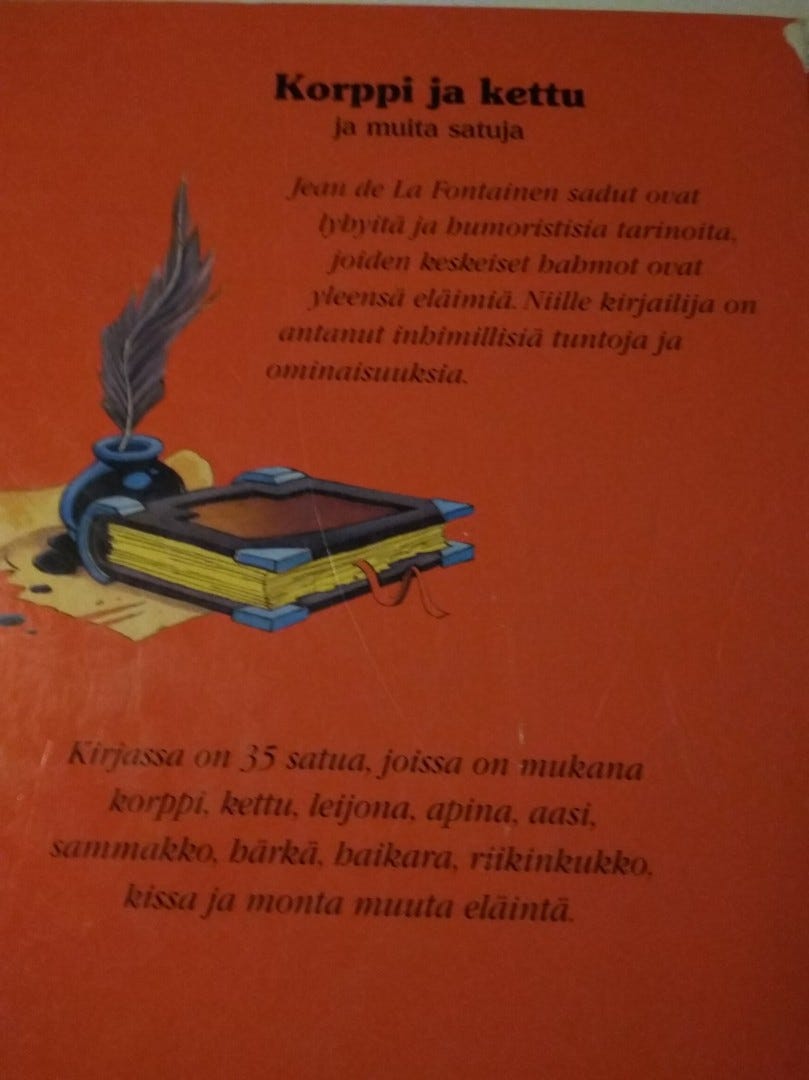 Korppi ja kettu
ja muita satuja
Jean de La Fontainen sadut ovat
lyhyitä ja humoristisia tarinoita,
joiden keskeiset hahmot ovat
yleensä eläimiä. Niille kirjailija on
antanut inhimillisiä tuntoja ja
ominaisuuksia.
Kirjassa on 35 satua, joissa on mukana
korppi, kettu, leijona, apina, aasi,
sammakko, härkä, haikara, riikinkukko,
kissa ja monta muuta eläintä.